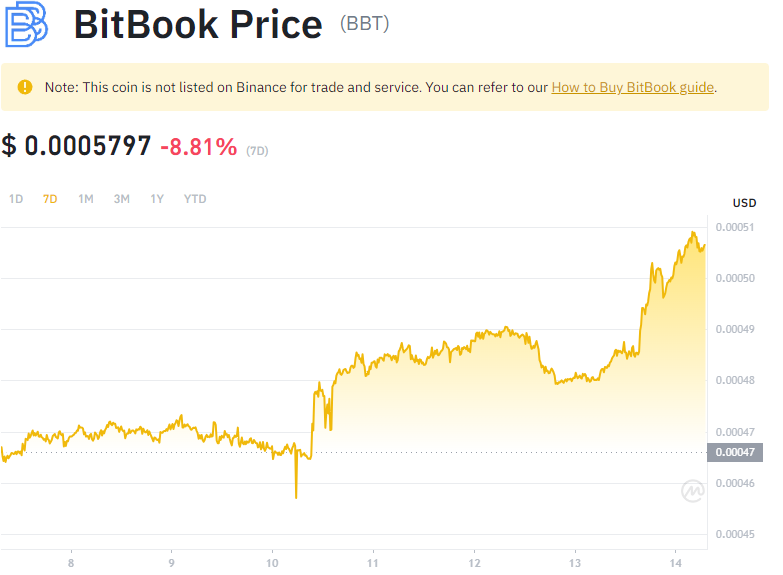 BitBook Price (BBT)
Note: This coin is not listed on Binance for trade and service. You can refer to our How to Buy BitBook guide.
$ 0.0005797 -8.81% (7D)
1D 7D 1M 3M 1Y YTD
USD
0.00051
0.00050
0.00049
0.00048
0.00047
0.00047
0.00046
0.00045
8 9 10 11 12 13 14